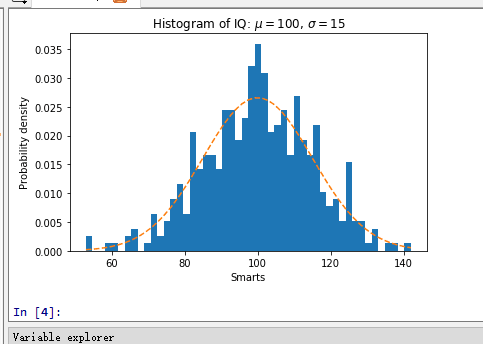 Histogram of IQ: μ = 100, σ = 15
Probability density
0.035
0.030
0.025
0.020
0.015
0.010
0.005
0.000
60 80 100 120 140
Smarts
In [4]:
Variable explorer